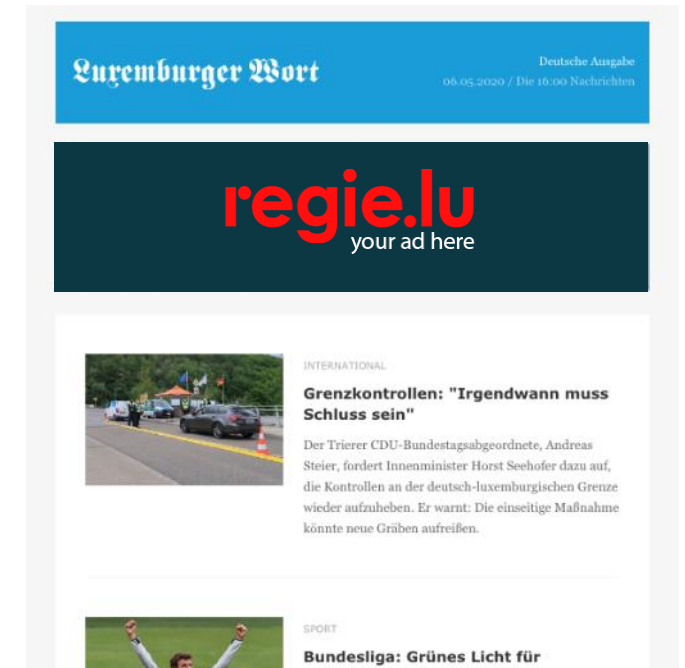 Luxemburger Wort
Deutsche Ausgabe
06.05.2020 / Die 16:00 Nachrichten
regie.lu
your ad here
INTERNATIONAL
Grenzkontrollen: "Irgendwann muss
Schluss sein"
Der Trierer CDU-Bundestagsabgeordnete, Andreas
Steier, fordert Innenminister Horst Seehofer dazu auf,
die Kontrollen an der deutsch-luxemburgischen Grenze
wieder aufzuheben. Er warnt: Die einseitige Maßnahme
könnte neue Gräben aufreißen.
SPORT
Bundesliga: Grünes Licht für